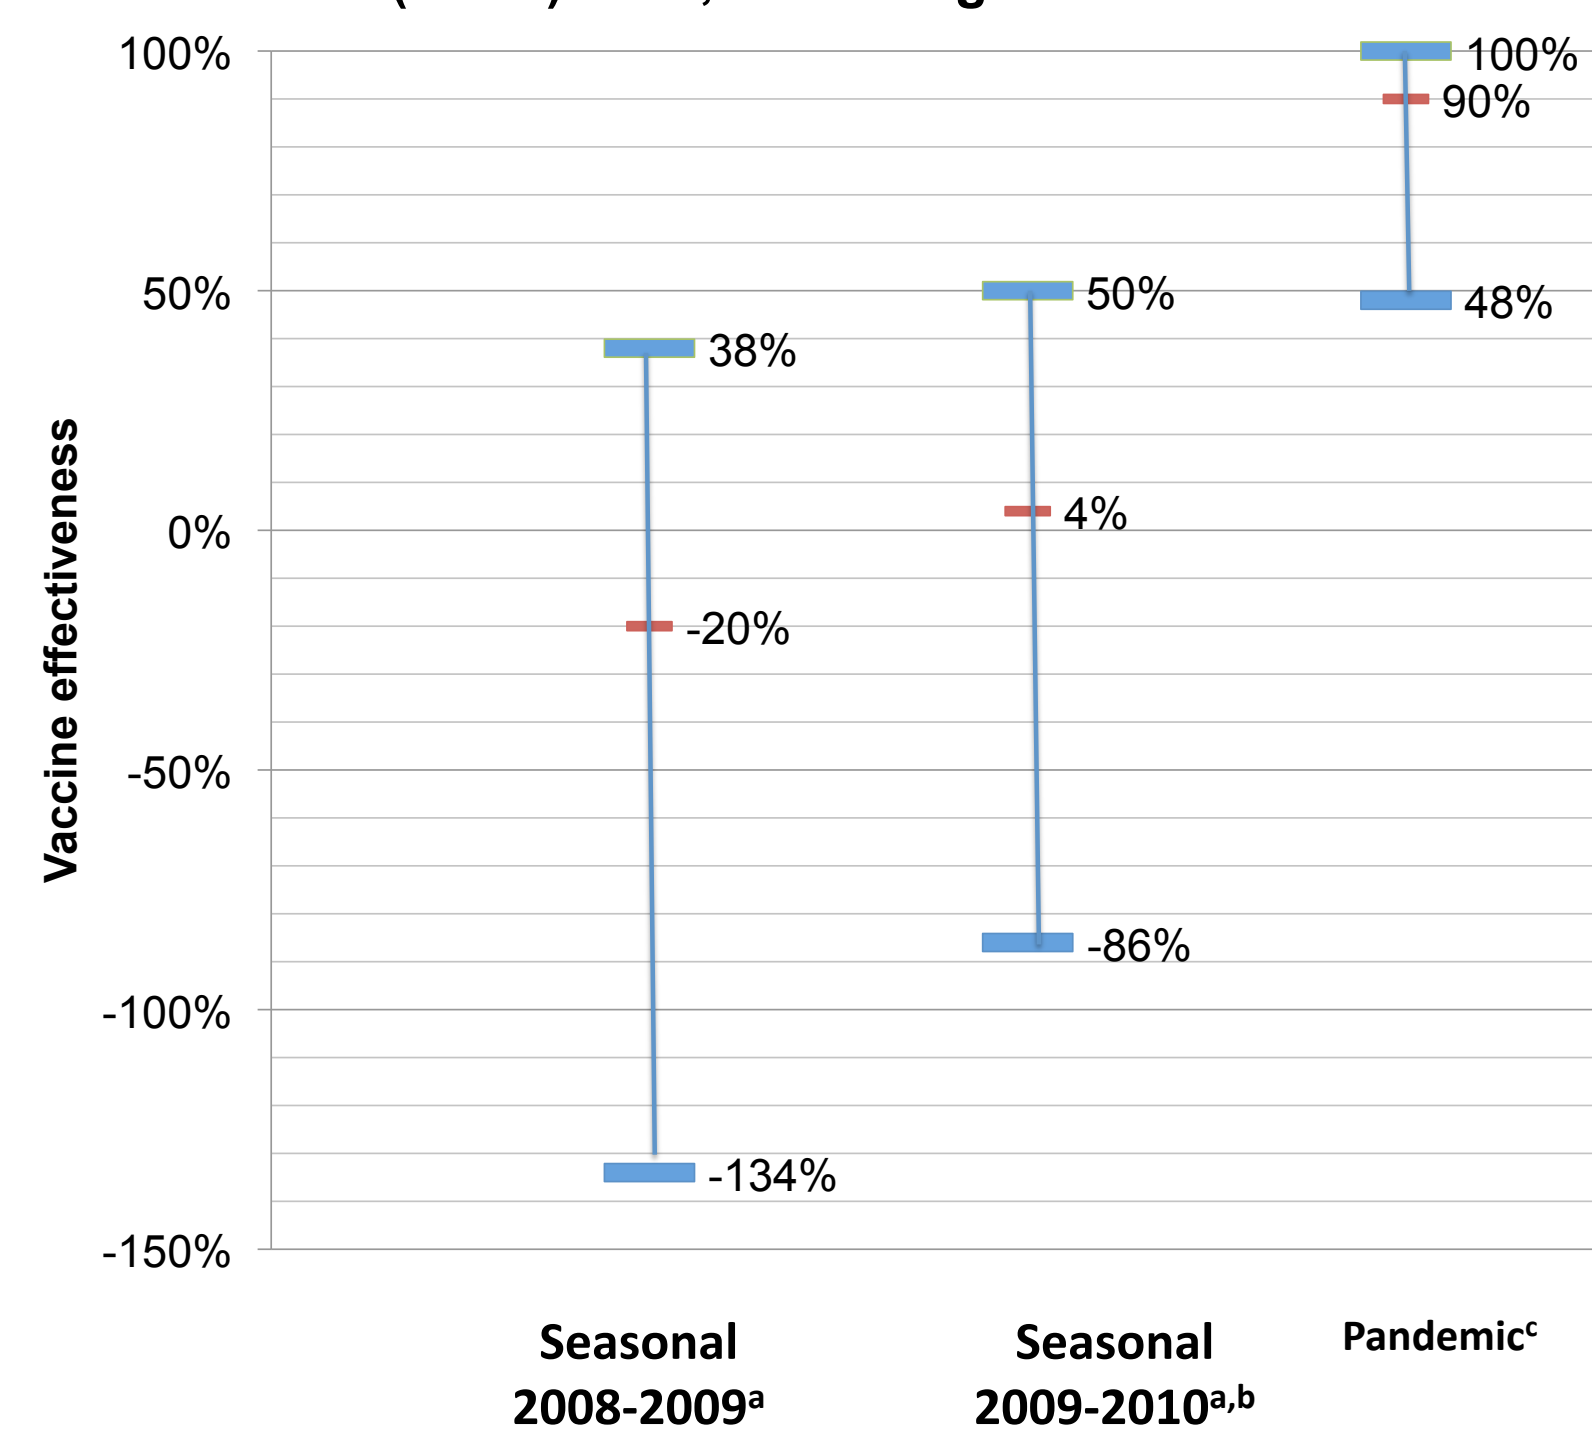 100%
50%
0%
-50%
-100%
-150%
Vaccine effectiveness
38%
-20%
-134%
50%
4%
-86%
100%
90%
48%
Seasonal
2008-2009ᵃ
Seasonal
2009-2010ᵃ,ᵇ
Pandemicᶜ